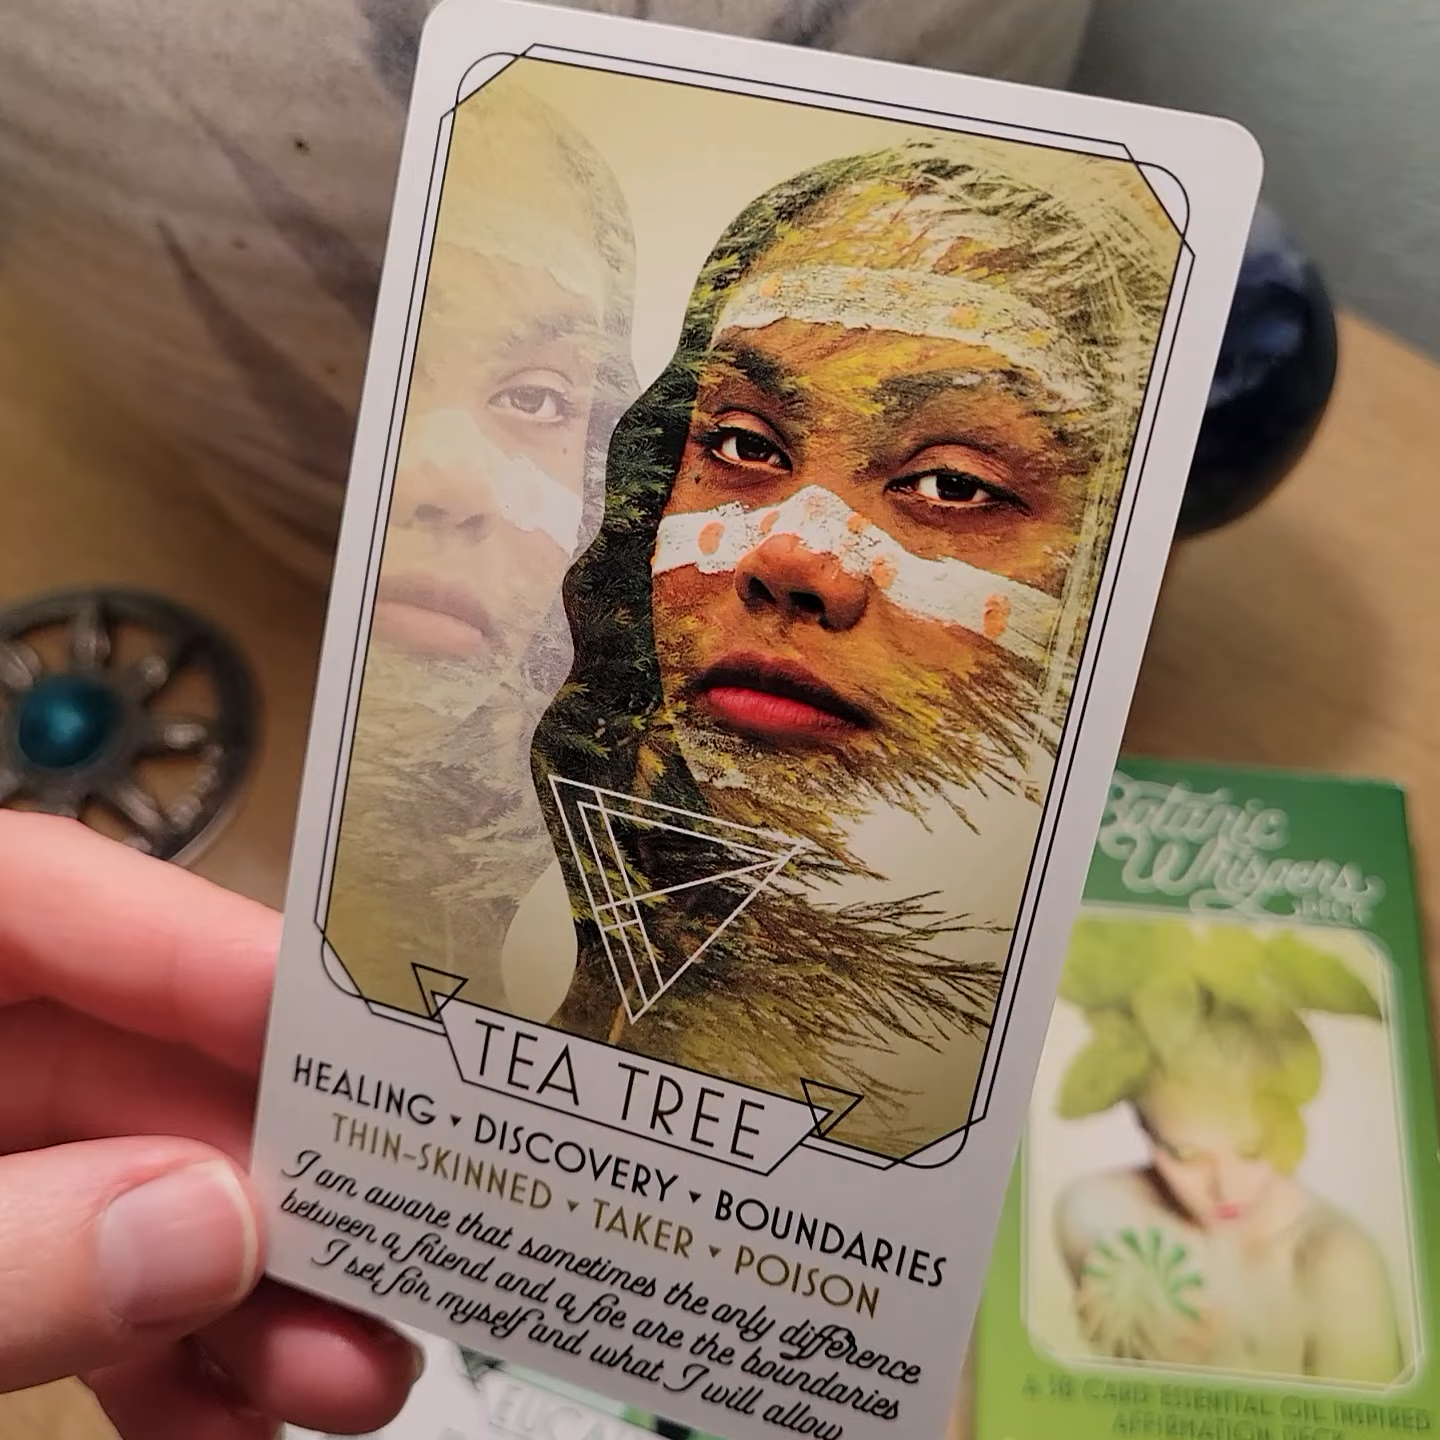 TEA TREE
HEALING ▾ DISCOVERY ▾ BOUNDARIES
THIN-SKINNED ▾ TAKER ▾ POISON
I am aware that sometimes the only difference
between a friend and a foe are the boundaries
I set for myself and what I will allow
Botanic
Whispers
DECK
A 58 CARD ESSENTIAL OIL INSPIRED
AFFIRMATION DECK